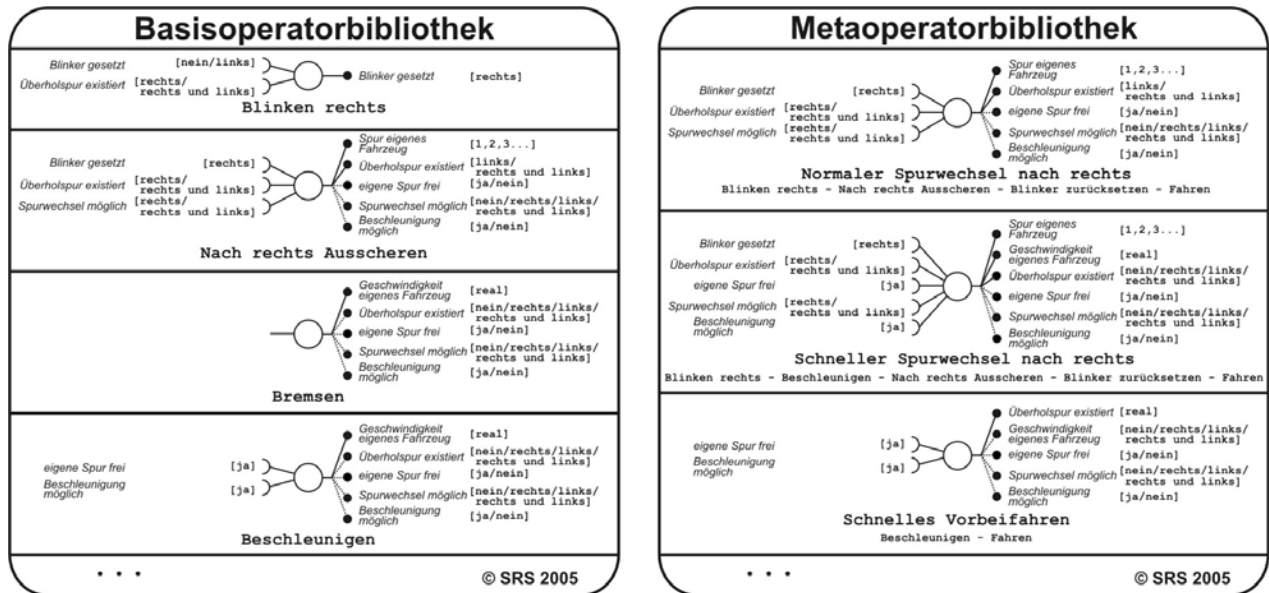 Basisoperatorbibliothek
Blinker gesetzt [nein/links]
Überholspur existiert [rechts/
rechts und links]
Blinker gesetzt [rechts]
Blinken rechts
Blinker gesetzt [rechts]
Überholspur existiert [rechts/
rechts und links]
Spurwechsel möglich [rechts/
rechts und links]
Spur eigenes
Fahrzeug [1,2,3...]
Überholspur existiert [links/
rechts und links]
eigene Spur frei [ja/nein]
Spurwechsel möglich [nein/rechts/links/
rechts und links]
Beschleunigung
möglich [ja/nein]
Nach rechts Ausscheren
Geschwindigkeit
eigenes Fahrzeug [real]
Überholspur existiert [nein/rechts/links/
rechts und links]
eigene Spur frei [ja/nein]
Spurwechsel möglich [nein/rechts/links/
rechts und links]
Beschleunigung
möglich [ja/nein]
Bremsen
eigene Spur frei [ja]
Beschleunigung
möglich [ja]
Geschwindigkeit
eigenes Fahrzeug [real]
Überholspur existiert [nein/rechts/links/
rechts und links]
eigene Spur frei [ja/nein]
Spurwechsel möglich [nein/rechts/links/
rechts und links]
Beschleunigung
möglich [ja/nein]
Beschleunigen
. . .
© SRS 2005
Metaoperatorbibliothek
Blinker gesetzt [rechts]
Überholspur existiert [rechts/
rechts und links]
Spurwechsel möglich [rechts/
rechts und links]
Spur eigenes
Fahrzeug [1,2,3...]
Überholspur existiert [links/
rechts und links]
eigene Spur frei [ja/nein]
Spurwechsel möglich [nein/rechts/links/
rechts und links]
Beschleunigung
möglich [ja/nein]
Normaler Spurwechsel nach rechts
Blinken rechts - Nach rechts Ausscheren - Blinker zurücksetzen - Fahren
Blinker gesetzt [rechts]
Überholspur existiert [rechts/
rechts und links]
eigene Spur frei [ja]
Spurwechsel möglich [rechts/
rechts und links]
Beschleunigung
möglich [ja]
Spur eigenes
Fahrzeug [1,2,3...]
Geschwindigkeit
eigenes Fahrzeug [real]
Überholspur existiert [nein/rechts/links/
rechts und links]
eigene Spur frei [ja/nein]
Spurwechsel möglich [nein/rechts/links/
rechts und links]
Beschleunigung
möglich [ja/nein]
Schneller Spurwechsel nach rechts
Blinken rechts - Beschleunigen - Nach rechts Ausscheren - Blinker zurücksetzen - Fahren
eigene Spur frei [ja]
Beschleunigung
möglich [ja]
Überholspur existiert [real]
Geschwindigkeit
eigenes Fahrzeug [nein/rechts/links/
rechts und links]
eigene Spur frei [ja/nein]
Spurwechsel möglich [nein/rechts/links/
rechts und links]
Beschleunigung
möglich [ja/nein]
Schnelles Vorbeifahren
Beschleunigen - Fahren
. . .
© SRS 2005